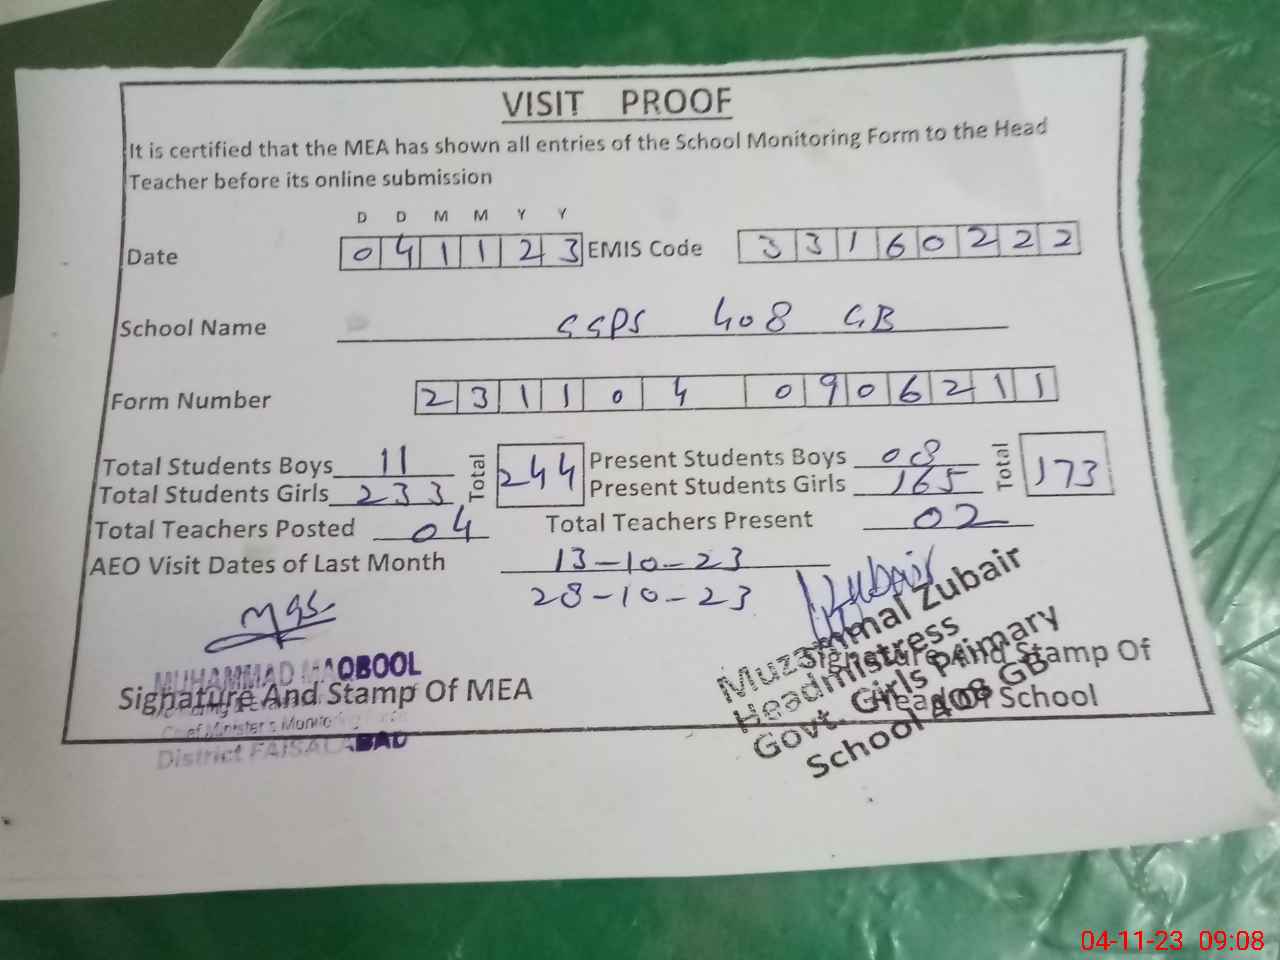 VISIT PROOF
It is certified that the MEA has shown all entries of the School Monitoring Form to the Head
Teacher before its online submission
D D M M Y Y
Date 0 4 1 1 2 3 EMIS Code 3 3 1 6 0 2 2 2
School Name GGPS 408 GB
Form Number 2 3 1 1 0 4 0 9 0 6 2 1 1
Total Students Boys 11 Total 244 Present Students Boys 08 Total 173
Total Students Girls 233 Present Students Girls 165
Total Teachers Posted 04 Total Teachers Present 02
AEO Visit Dates of Last Month 13-10-23
28-10-23
MUHAMMAD MAQBOOL
Signature And Stamp Of MEA
Chief Minister's
District FAISALABAD
Zubair
Muzammal Zubair
Headmistress
Govt. Girls Primary
School 408 GB
Signature And Stamp Of
Head Of School
04-11-23 09:08